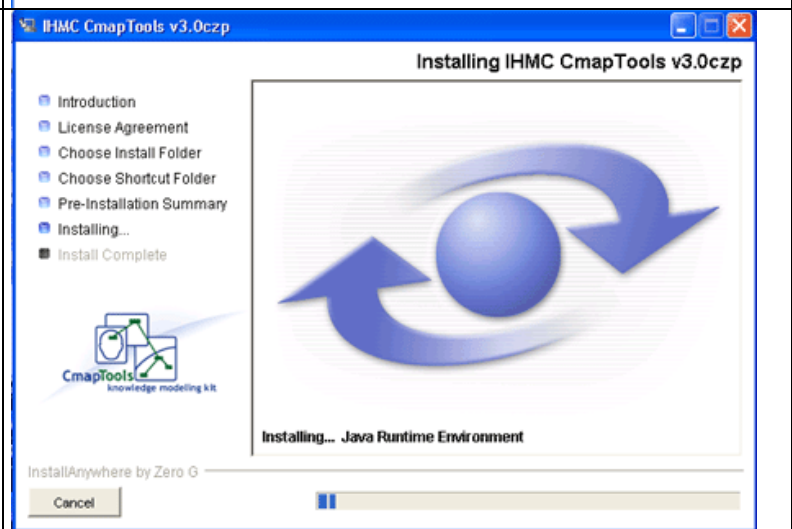 IHMC CmapTools v3.0czp
Installing IHMC CmapTools v3.0czp
Introduction
License Agreement
Choose Install Folder
Choose Shortcut Folder
Pre-Installation Summary
Installing...
Install Complete
CmapTools
knowledge modeling kit
Installing... Java Runtime Environment
InstallAnywhere by Zero G
Cancel